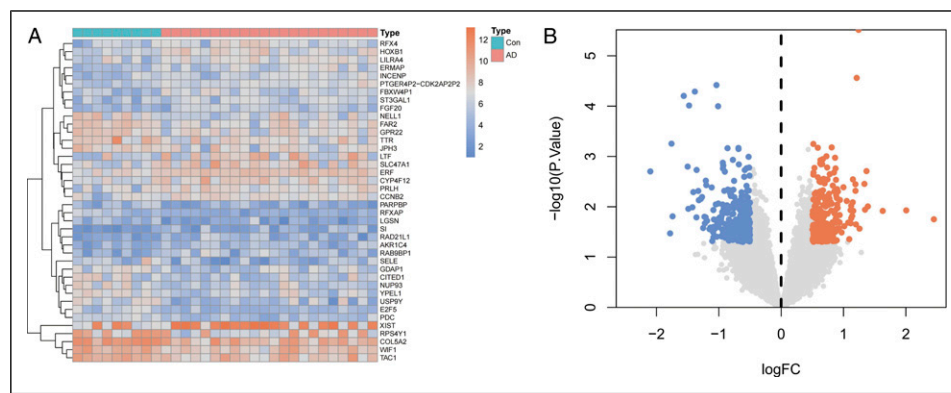 A
Type
RFX4
HOXB1
LILRA4
ERMAP
INCENP
PTGER4P2-CDK2AP2P2
FBXW4P1
ST3GAL1
FGF20
NELL1
FAR2
GPR22
TTR
JPH3
LTF
SLC47A1
ERF
CYP4F12
PRLH
CCNB2
PARPBP
RFXAP
LGSN
SI
RAD21L1
AKR1C4
RAB9BP1
SELE
GDAP1
CITED1
NUP93
YPEL1
USP9Y
E2F5
PDC
XIST
RPS4Y1
COL5A2
WIF1
TAC1
12
10
8
6
4
2
Type
Con
AD
B
−log10(P.Value)
5
4
3
2
1
0
−2
−1
0
1
2
logFC